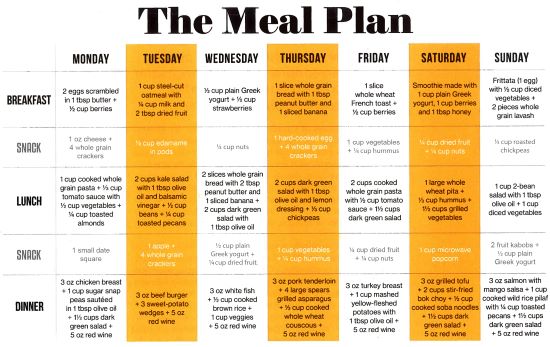 The Meal Plan
MONDAY TUESDAY WEDNESDAY THURSDAY FRIDAY SATURDAY SUNDAY
BREAKFAST
2 eggs scrambled
in 1 tbsp butter +
½ cup berries
1 cup steel-cut
oatmeal with
¼ cup milk and
2 tbsp dried fruit
½ cup plain Greek
yogurt + ½ cup
strawberries
1 slice whole grain
bread with 1 tbsp
peanut butter and
1 sliced banana
1 slice
whole wheat
French toast +
½ cup berries
Smoothie made with
1 cup plain Greek
yogurt, 1 cup berries
and 1 tbsp honey
Frittata (1 egg)
with ½ cup diced
vegetables +
2 pieces whole
grain lavash
SNACK
1 oz cheese +
4 whole grain
crackers
½ cup edamame
in pods
¼ cup nuts
1 hard-cooked egg
+ 4 whole grain
crackers
1 cup vegetables
+ ¼ cup hummus
¼ cup dried fruit
+ ¼ cup nuts
½ cup roasted
chickpeas
LUNCH
1 cup cooked whole
grain pasta + ½ cup
tomato sauce with
½ cup vegetables +
¼ cup toasted
almonds
2 cups kale salad
with 1 tbsp olive
oil and balsamic
vinegar + ½ cup
beans + ¼ cup
toasted pecans
2 slices whole grain
bread with 2 tbsp
peanut butter and
1 sliced banana +
2 cups dark green
salad with
1 tbsp olive oil
2 cups dark green
salad with 1 tbsp
olive oil and lemon
dressing + ½ cup
chickpeas
2 cups cooked
whole grain pasta
with ½ cup tomato
sauce + 1½ cups
dark green salad
1 large whole
wheat pita +
½ cup hummus +
1½ cups grilled
vegetables
1 cup 2-bean
salad with 1 tbsp
olive oil + 1 cup
diced vegetables
SNACK
1 small date
square
1 apple +
4 whole grain
crackers
½ cup plain
Greek yogurt +
¼ cup dried fruit
1 cup vegetables
+ ¼ cup hummus
¼ cup dried fruit
+ ¼ cup nuts
1 cup microwave
popcorn
2 fruit kabobs +
½ cup plain
Greek yogurt
DINNER
3 oz chicken breast
+ 1 cup sugar snap
peas sautéed
in 1 tbsp olive oil
+ 1½ cups dark
green salad +
5 oz red wine
3 oz beef burger
+ 3 sweet-potato
wedges + 5 oz
red wine
3 oz white fish
+ ½ cup cooked
brown rice +
1 cup veggies
+ 5 oz red wine
3 oz pork tenderloin
+ 4 large spears
grilled asparagus
+ ½ cup cooked
whole wheat
couscous +
5 oz red wine
3 oz turkey breast
+ 1 cup mashed
yellow-fleshed
potatoes with
1 tbsp olive oil +
5 oz red wine
3 oz grilled tofu
+ 2 cups stir-fried
bok choy + ½ cup
cooked soba noodles
+ 1½ cups dark
green salad +
5 oz red wine
3 oz salmon with
mango salsa + 1 cup
cooked wild rice pilaf
with ¼ cup toasted
pecans + 1½ cups
dark green salad
+ 5 oz red wine